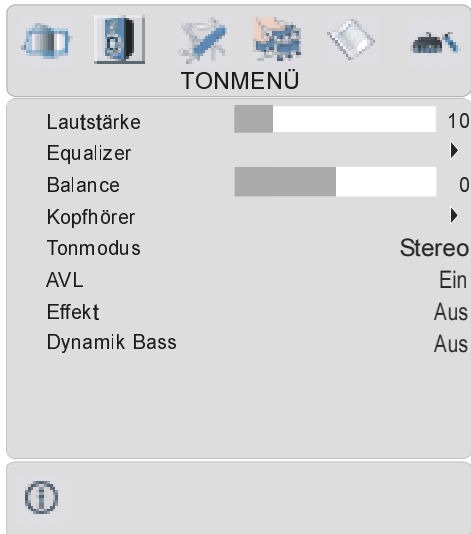 TONMENÜ
Lautstärke 10
Equalizer
Balance 0
Kopfhörer
Tonmodus Stereo
AVL Ein
Effekt Aus
Dynamik Bass Aus